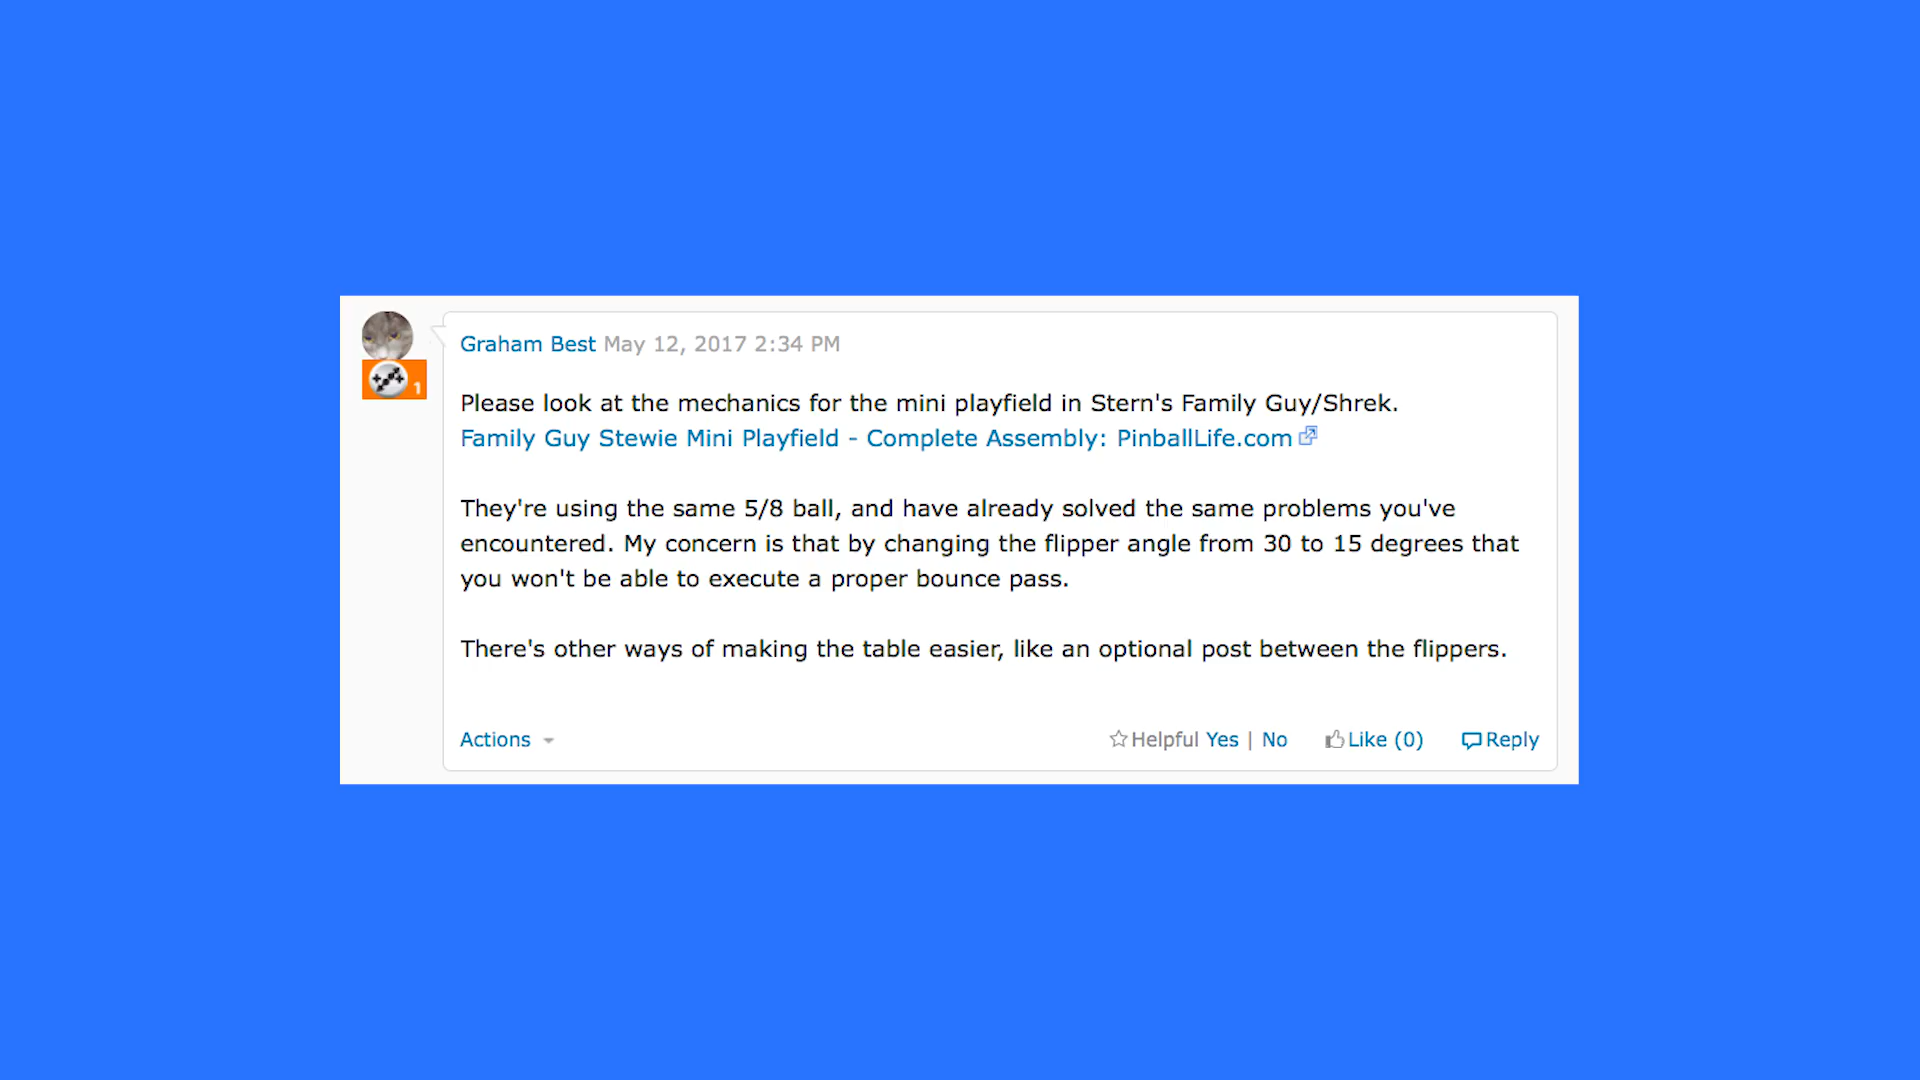 Graham Best May 12, 2017 2:34 PM
1
Please look at the mechanics for the mini playfield in Stern's Family Guy/Shrek.
Family Guy Stewie Mini Playfield - Complete Assembly: PinballLife.com
They're using the same 5/8 ball, and have already solved the same problems you've
encountered. My concern is that by changing the flipper angle from 30 to 15 degrees that
you won't be able to execute a proper bounce pass.
There's other ways of making the table easier, like an optional post between the flippers.
Actions Helpful Yes | No Like (0) Reply